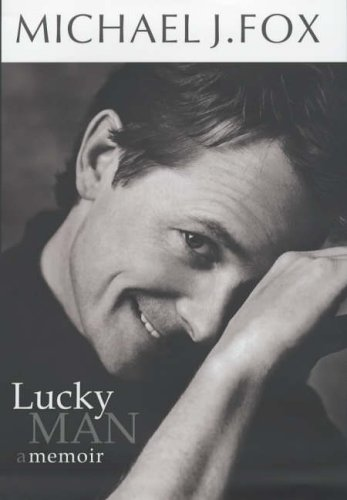 MICHAEL J. FOX
Lucky
MAN
a memoir